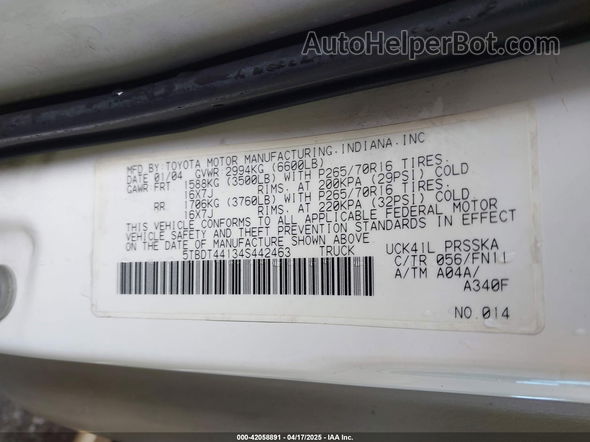 AutoHelperBot.com
MFD.BY:TOYOTA MOTOR MANUFACTURING.INDIANA.INC
DATE 01/04 GVWR 2994KG (6600LB)
GAWR FRT 1588KG (3500LB) WITH P265/70R16 TIRES.
16X7J RIMS. AT 200KPA (29PSI) COLD
RR 1706KG (3760LB) WITH P265/70R16 TIRES.
16X7J RIMS. AT 220KPA (32PSI) COLD.
THIS VEHICLE CONFORMS TO ALL APPLICABLE FEDERAL MOTOR
VEHICLE SAFETY AND THEFT PREVENTION STANDARDS IN EFFECT
ON THE DATE OF MANUFACTURE SHOWN ABOVE
5TBDT44134S442463 TRUCK
UCK41L PRSSKA
C/TR 056/FN11
A/TM A04A/
A340F
NO.014
000-42058891 - 04/17/2025 - IAA Inc.